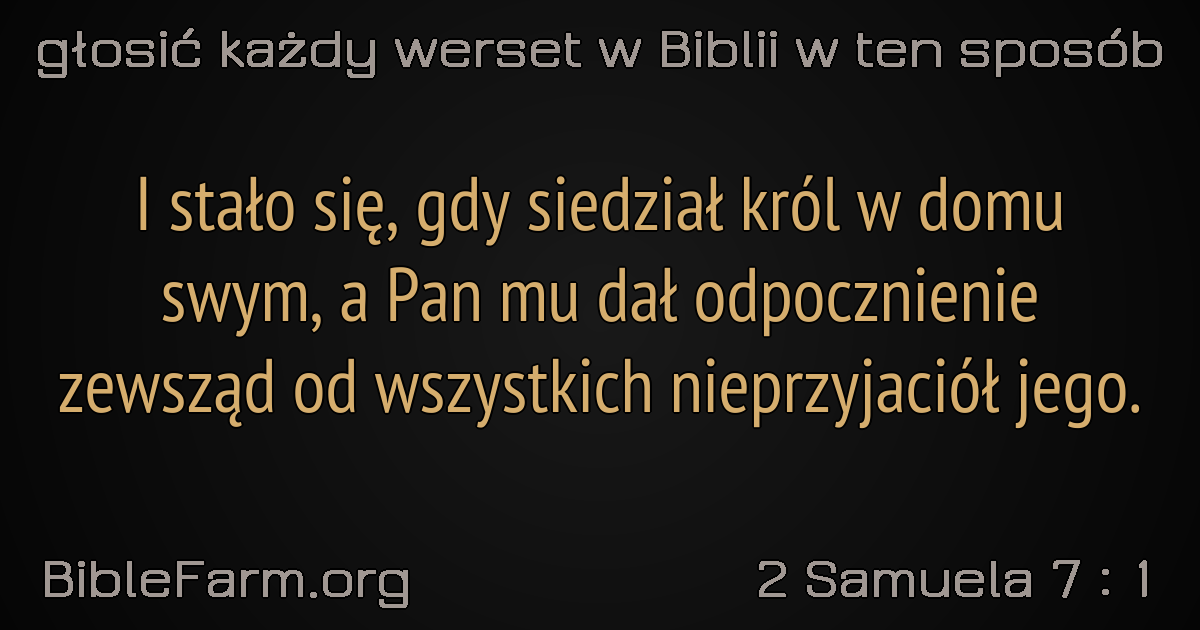 głosić każdy werset w Biblii w ten sposób
I stało się, gdy siedział król w domu
swym, a Pan mu dał odpocznienie
zewsząd od wszystkich nieprzyjaciół jego.
BibleFarm.org
2 Samuela 7 : 1